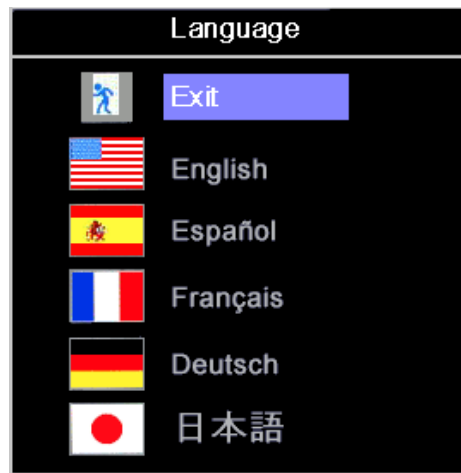 Language
Exit
English
Español
Français
Deutsch
日本語